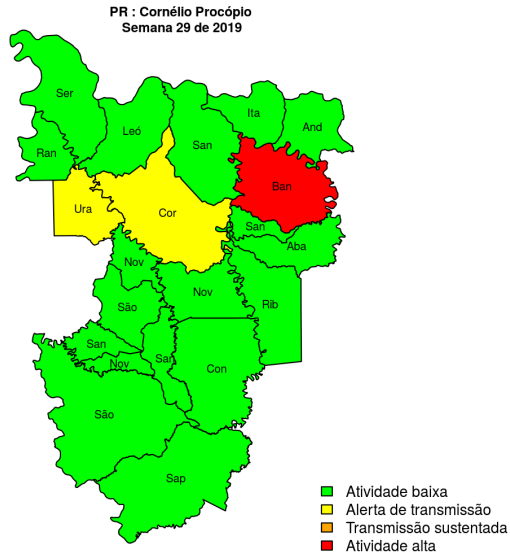 PR : Cornélio Procópio
Semana 29 de 2019
Ser
Ita
Leó
And
San
Ran
Ban
Ura
Cor
San
Aba
Nov
Nov
São
Rib
San
San
Nov
Con
São
Sap
Atividade baixa
Alerta de transmissão
Transmissão sustentada
Atividade alta